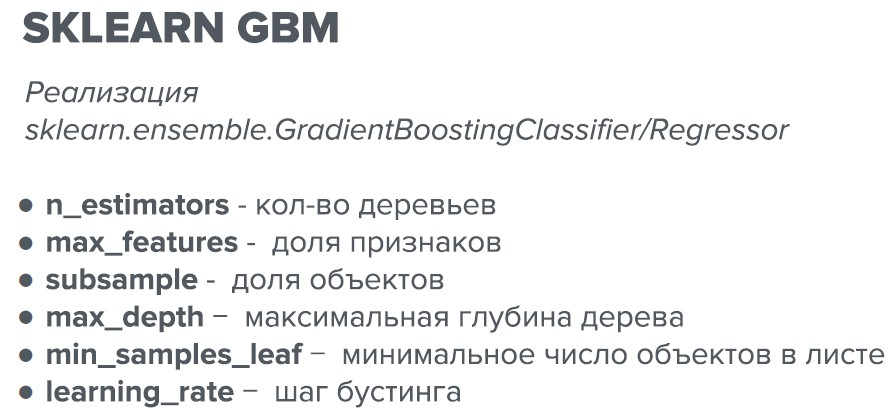 SKLEARN GBM
Реализация
sklearn.ensemble.GradientBoostingClassifier/Regressor
● n_estimators - кол-во деревьев
● max_features - доля признаков
● subsample - доля объектов
● max_depth – максимальная глубина дерева
● min_samples_leaf – минимальное число объектов в листе
● learning_rate – шаг бустинга